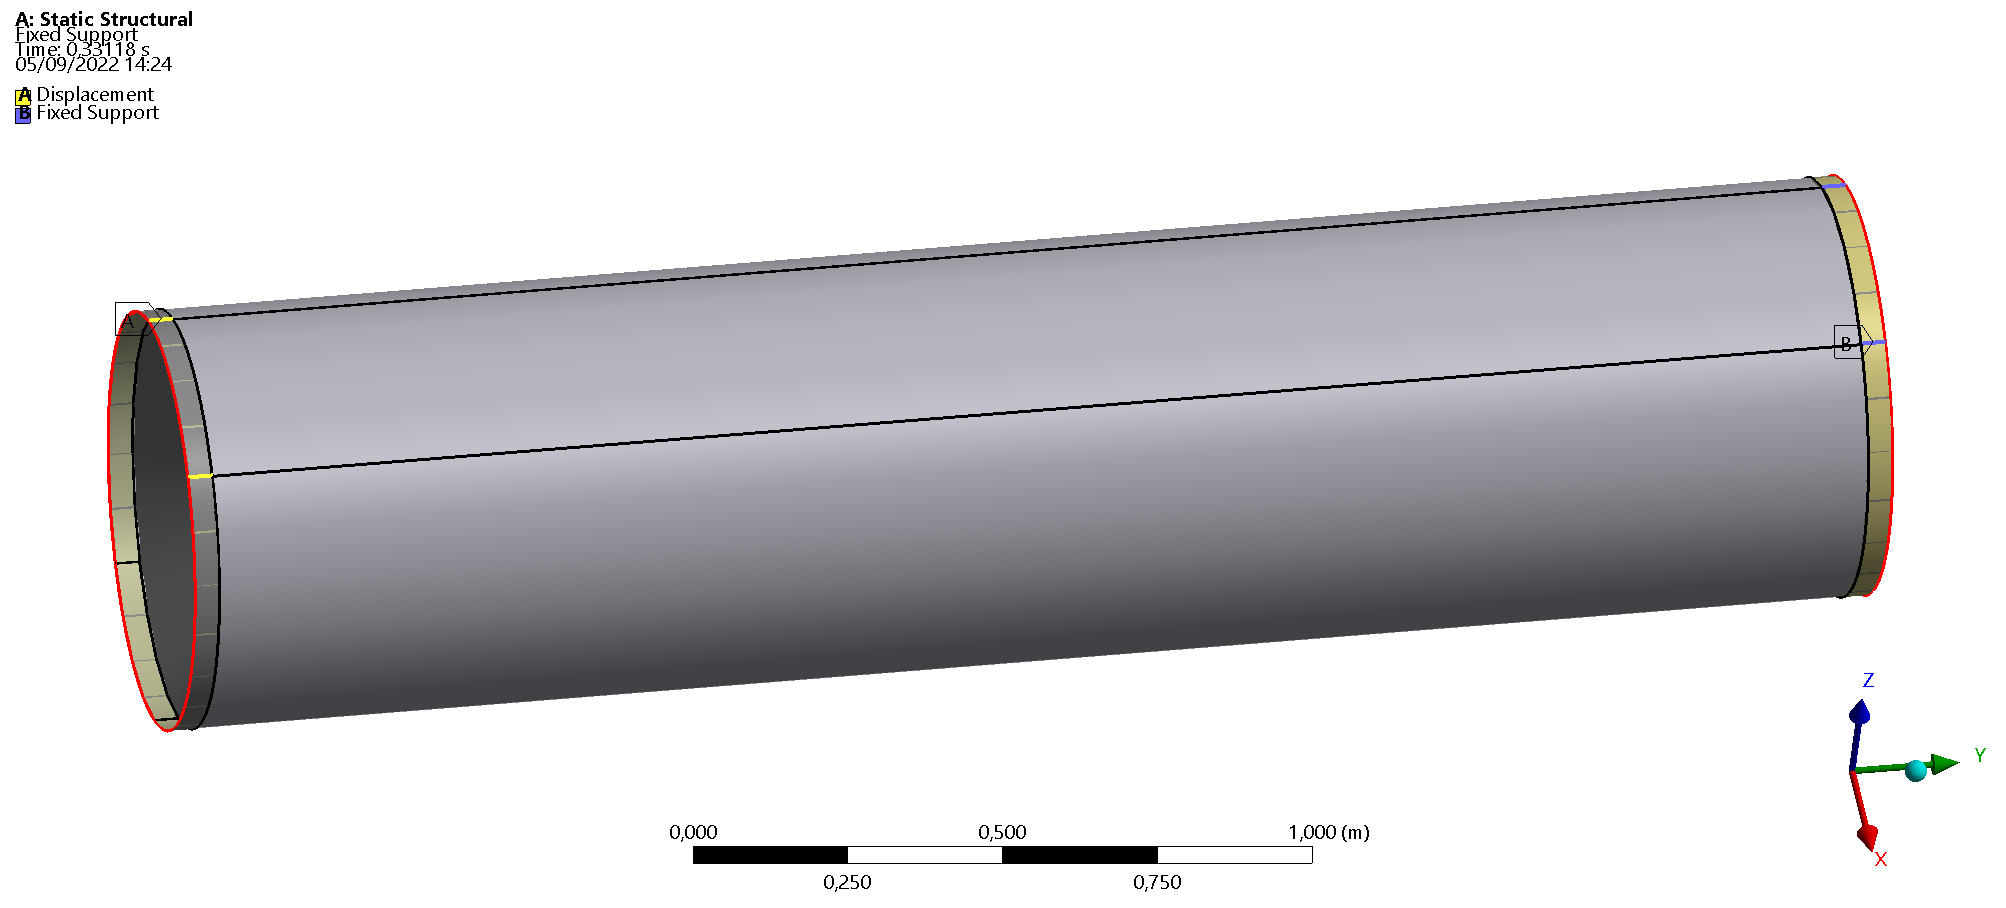 A: Static Structural
Fixed Support
Time: 0,33118 s
05/09/2022 14:24
A Displacement
B Fixed Support
A
B
Z
Y
X
0,000 0,500 1,000 (m)
0,250 0,750